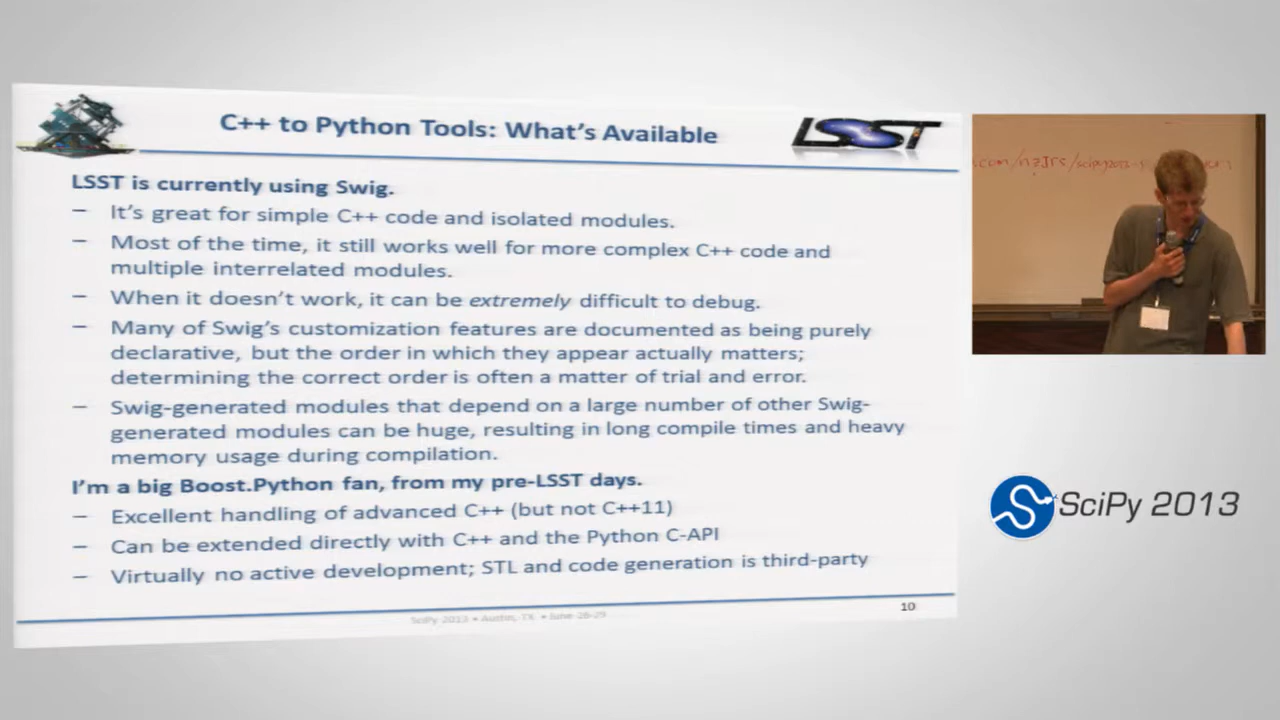 C++ to Python Tools: What's Available
LSST
LSST is currently using Swig.
– It's great for simple C++ code and isolated modules.
– Most of the time, it still works well for more complex C++ code and
multiple interrelated modules.
– When it doesn't work, it can be extremely difficult to debug.
– Many of Swig's customization features are documented as being purely
declarative, but the order in which they appear actually matters;
determining the correct order is often a matter of trial and error.
– Swig-generated modules that depend on a large number of other Swig-
generated modules can be huge, resulting in long compile times and heavy
memory usage during compilation.
I'm a big Boost.Python fan, from my pre-LSST days.
– Excellent handling of advanced C++ (but not C++11)
– Can be extended directly with C++ and the Python C-API
– Virtually no active development; STL and code generation is third-party
SciPy 2013 • Austin, TX • June 26-29
10
.com/nzjrs/scipy2013-
SciPy 2013